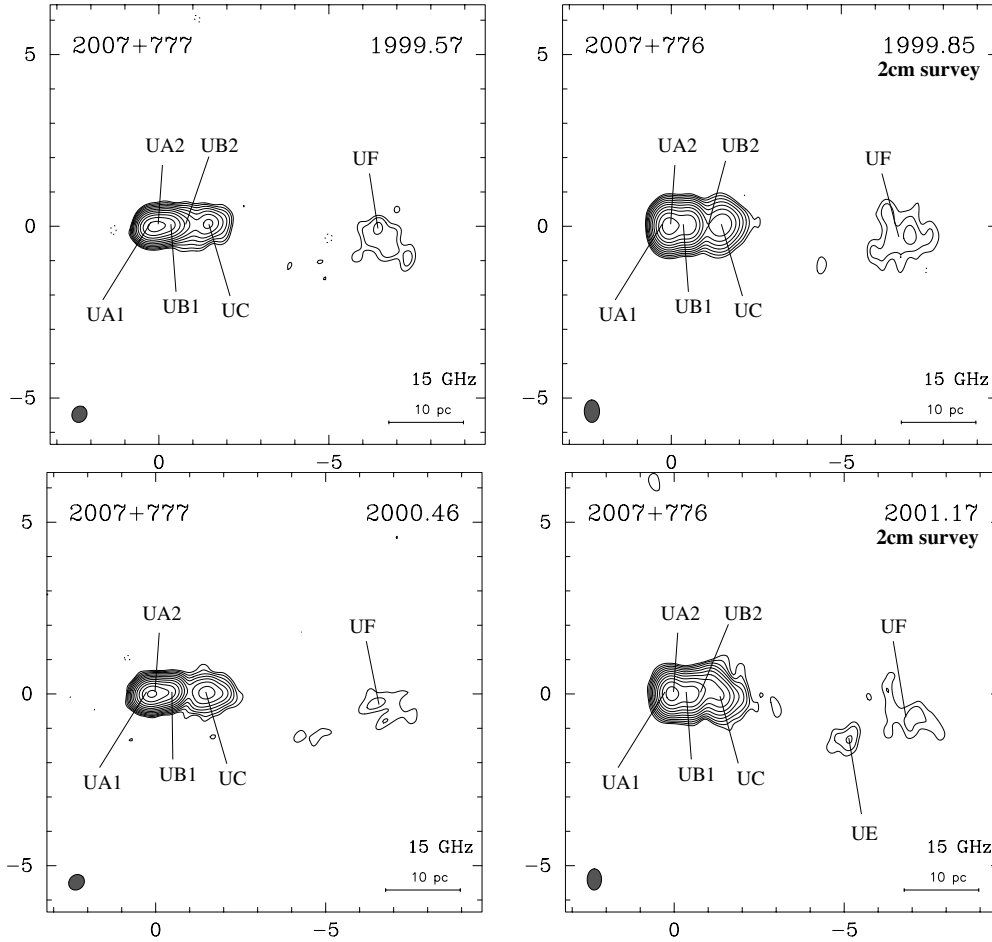 2007+777 1999.57
5
UA2 UB2
UF
0
UA1 UB1 UC
15 GHz
-5
10 pc
0 -5
2007+776 1999.85
2cm survey
5
UA2 UB2
UF
0
UA1 UB1 UC
15 GHz
-5
10 pc
0 -5
2007+777 2000.46
5
UA2
UF
0
UA1 UB1 UC
15 GHz
-5
10 pc
0 -5
2007+776 2001.17
2cm survey
5
UA2 UB2
UF
0
UA1 UB1 UC
UE
15 GHz
-5
10 pc
0 -5